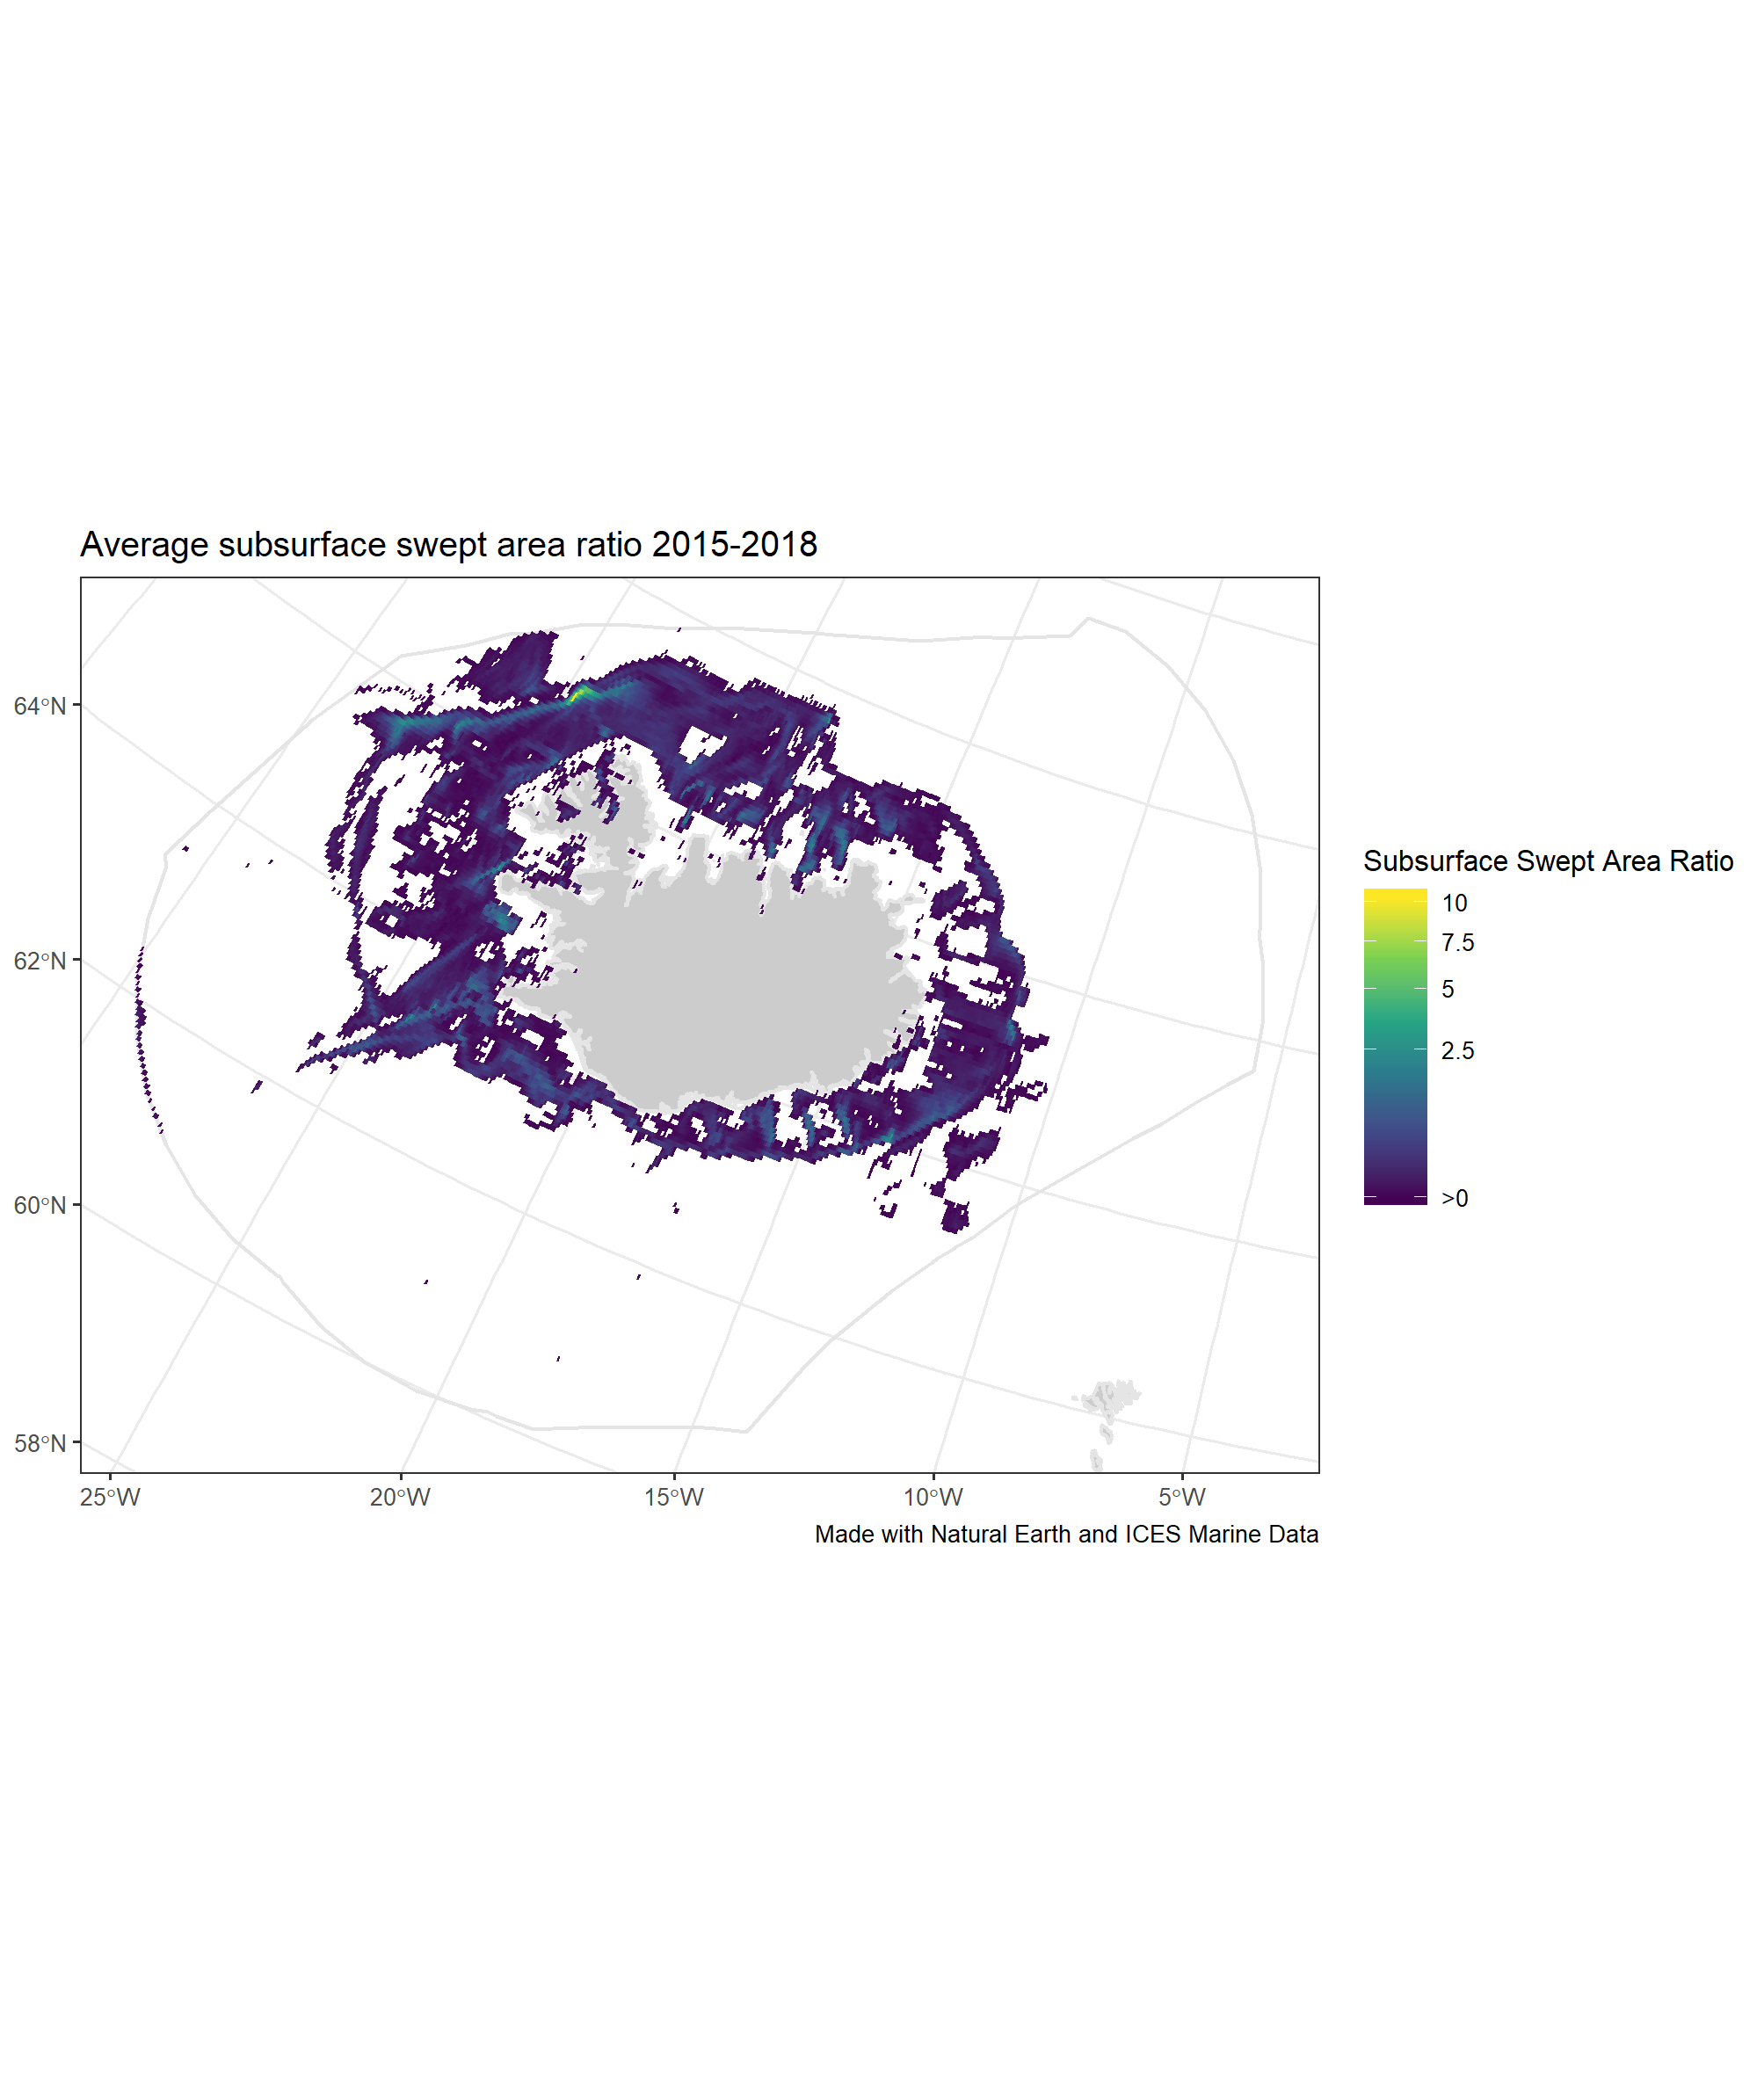 Average subsurface swept area ratio 2015-2018
64°N
62°N
60°N
58°N
25°W
20°W
15°W
10°W
5°W
Made with Natural Earth and ICES Marine Data
Subsurface Swept Area Ratio
10
7.5
5
2.5
>0